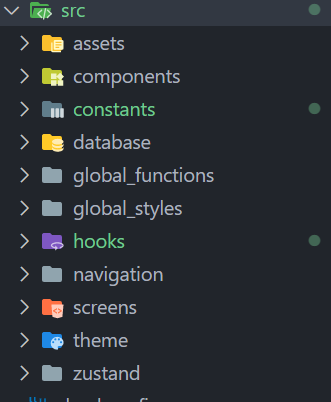 src
assets
components
constants
database
global_functions
global_styles
hooks
navigation
screens
theme
zustand